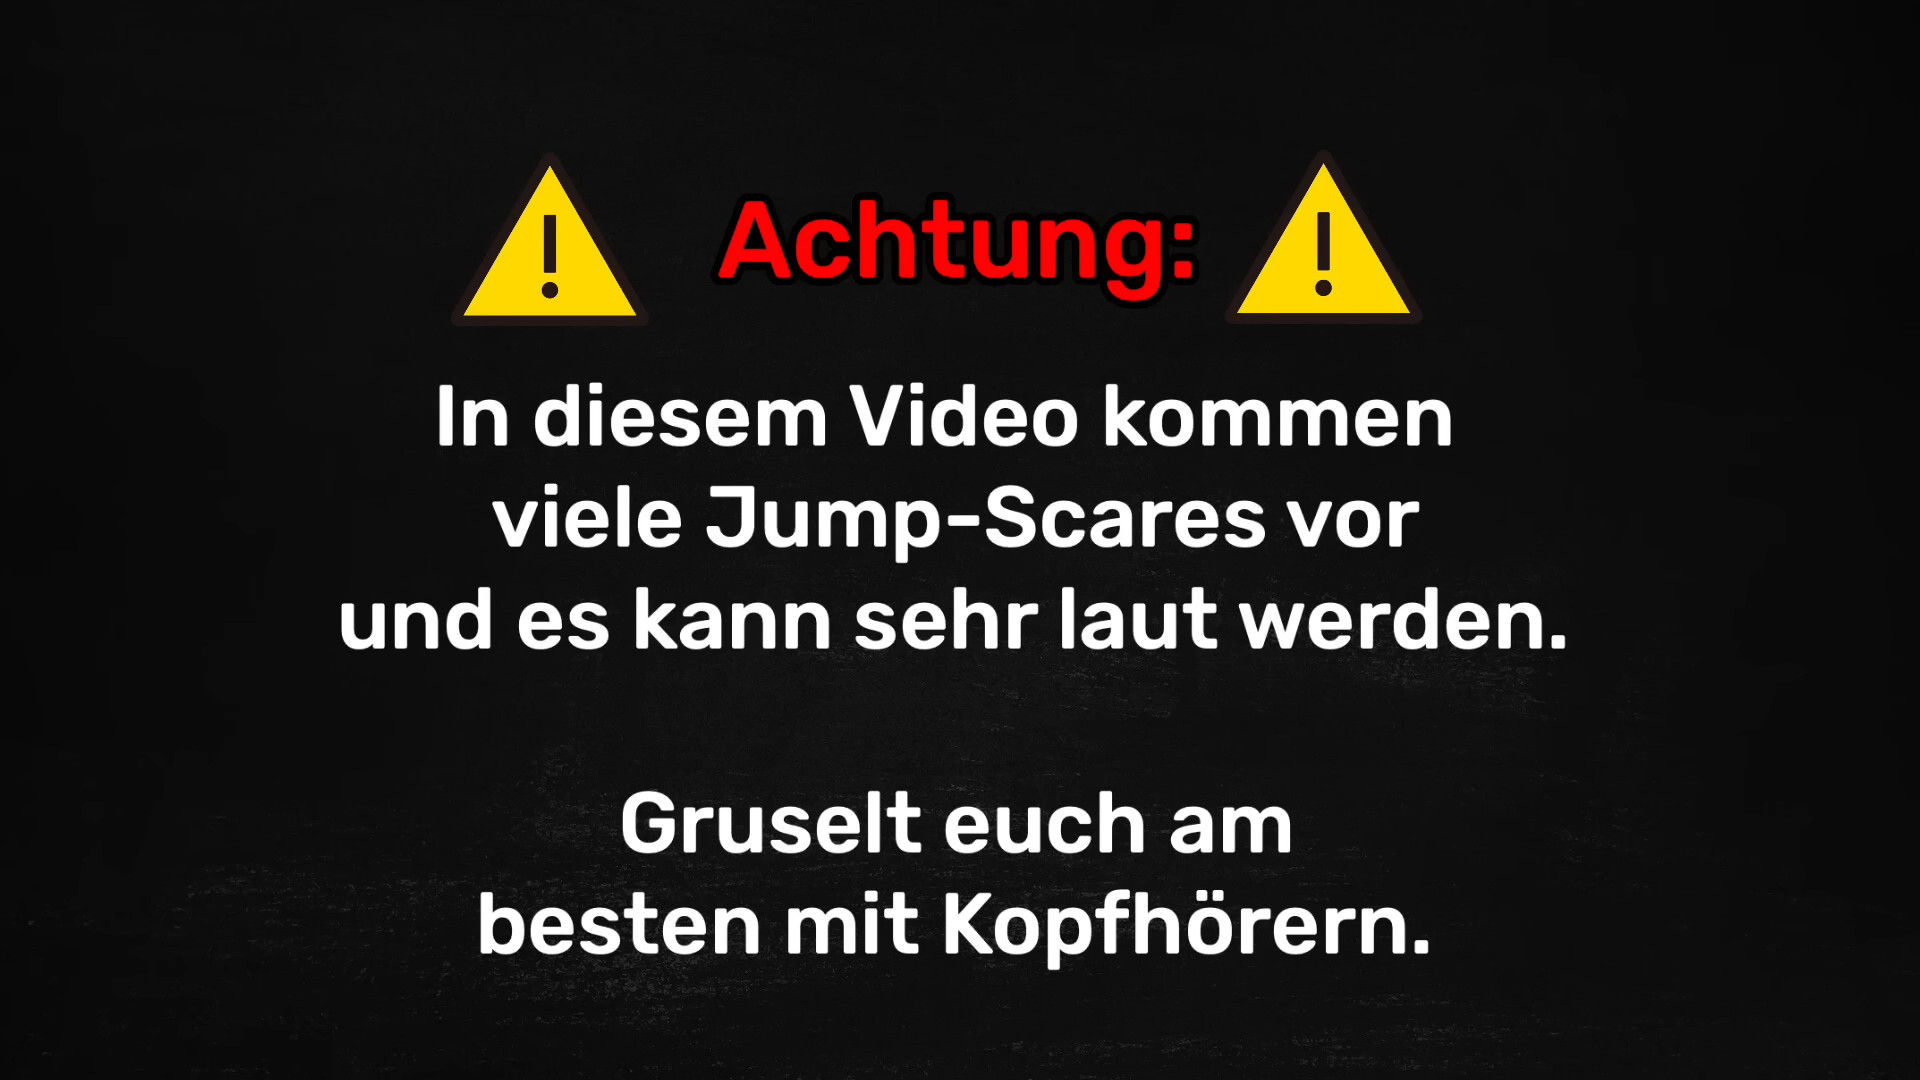 Achtung:
In diesem Video kommen
viele Jump-Scares vor
und es kann sehr laut werden.
Gruselt euch am
besten mit Kopfhörern.